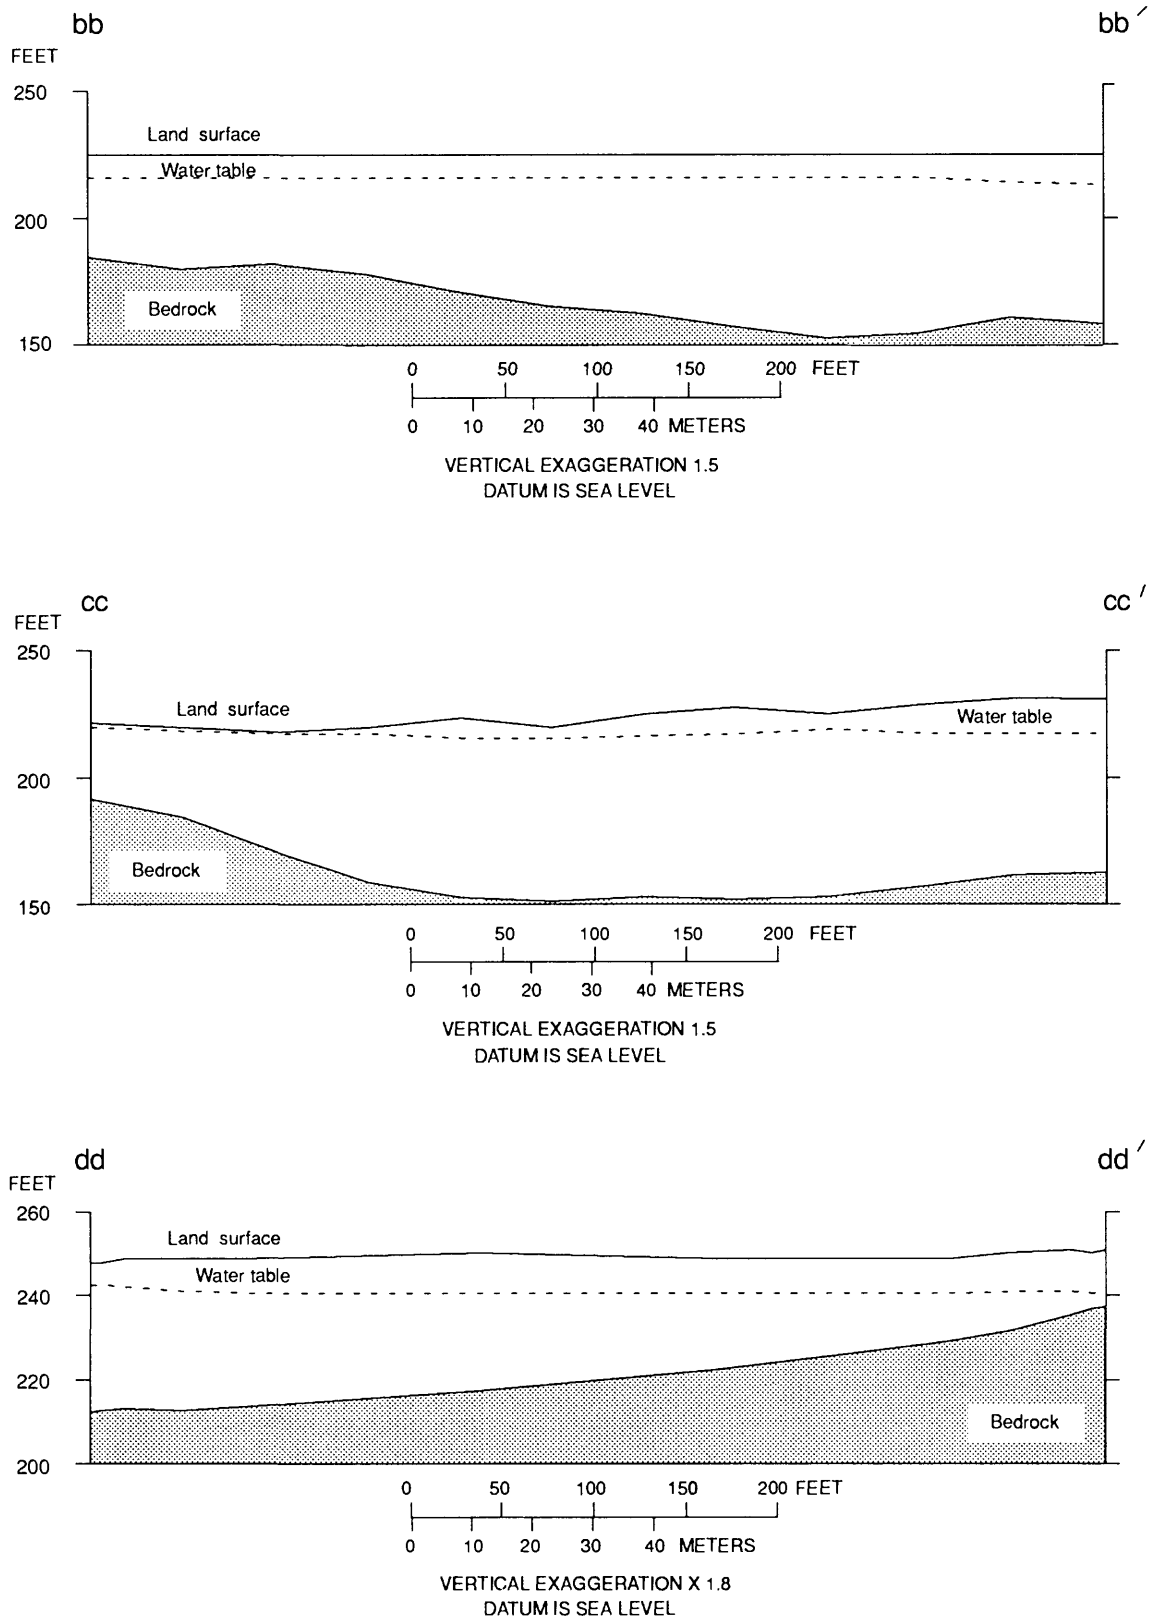 bb bb′
FEET
250
Land surface
Water table
200
Bedrock
150
0 50 100 150 200 FEET
0 10 20 30 40 METERS
VERTICAL EXAGGERATION 1.5
DATUM IS SEA LEVEL
cc cc′
FEET
250
Land surface
Water table
200
Bedrock
150
0 50 100 150 200 FEET
0 10 20 30 40 METERS
VERTICAL EXAGGERATION 1.5
DATUM IS SEA LEVEL
dd dd′
FEET
260
Land surface
Water table
240
220
Bedrock
200
0 50 100 150 200 FEET
0 10 20 30 40 METERS
VERTICAL EXAGGERATION X 1.8
DATUM IS SEA LEVEL